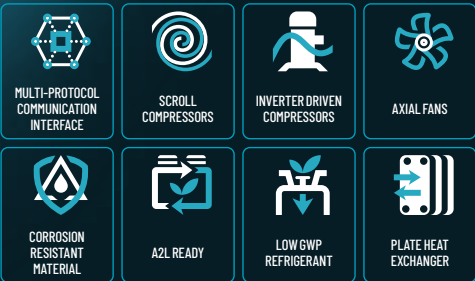 MULTI-PROTOCOL
COMMUNICATION
INTERFACE
SCROLL
COMPRESSORS
INVERTER DRIVEN
COMPRESSORS
AXIAL FANS
CORROSION
RESISTANT
MATERIAL
A2L READY
LOW GWP
REFRIGERANT
PLATE HEAT
EXCHANGER